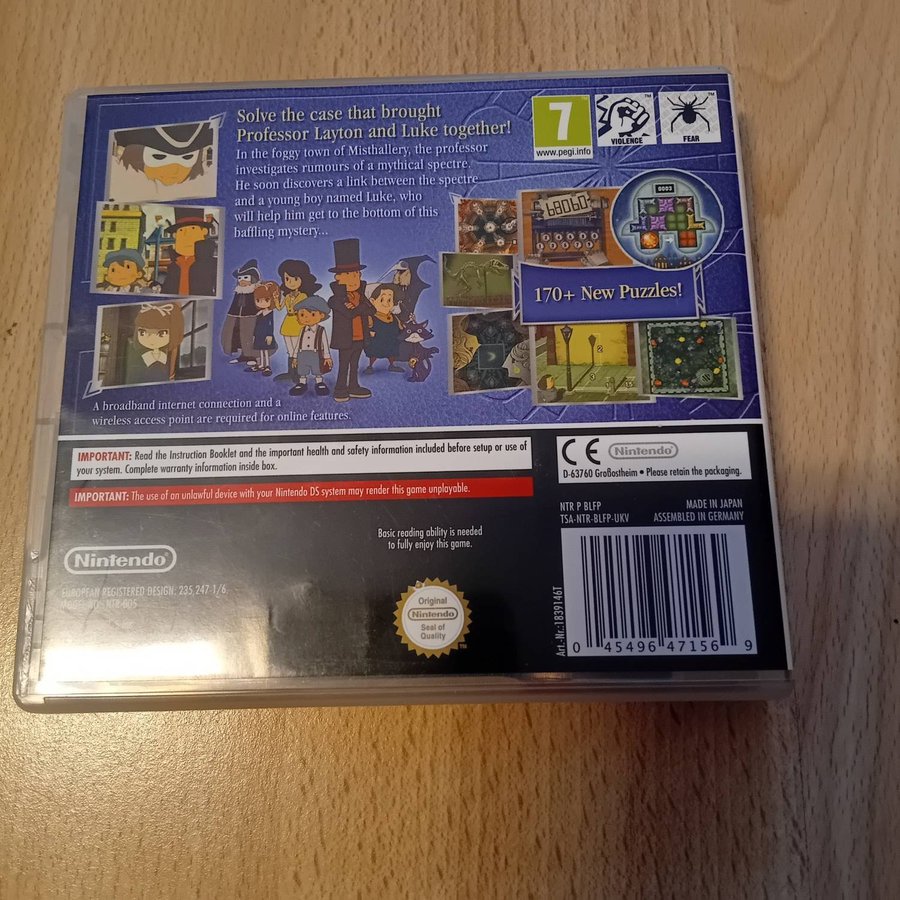 Solve the case that brought
Professor Layton and Luke together!
In the foggy town of Misthallery, the professor
investigates rumours of a mythical spectre.
He soon discovers a link between the spectre
and a young boy named Luke, who
will help him get to the bottom of this
baffling mystery...
7
www.pegi.info
VIOLENCE
TM
FEAR
TM
0003
170+ New Puzzles!
A broadband internet connection and a
wireless access point are required for online features.
IMPORTANT: Read the Instruction Booklet and the important health and safety information included before setup or use of
your system. Complete warranty information inside box.
IMPORTANT: The use of an unlawful device with your Nintendo DS system may render this game unplayable.
CE Nintendo
D-63760 Großostheim • Please retain the packaging.
Basic reading ability is needed
to fully enjoy this game.
NTR P BLFP
TSA-NTR-BLFP-UKV
MADE IN JAPAN
ASSEMBLED IN GERMANY
Nintendo
EUROPEAN REGISTERED DESIGN: 235 247-1/6
MODEL NO.: NTR-005
Original
Nintendo
Seal of
Quality
TM
Art.-Nr.:1839146T
0 45496 47156 9